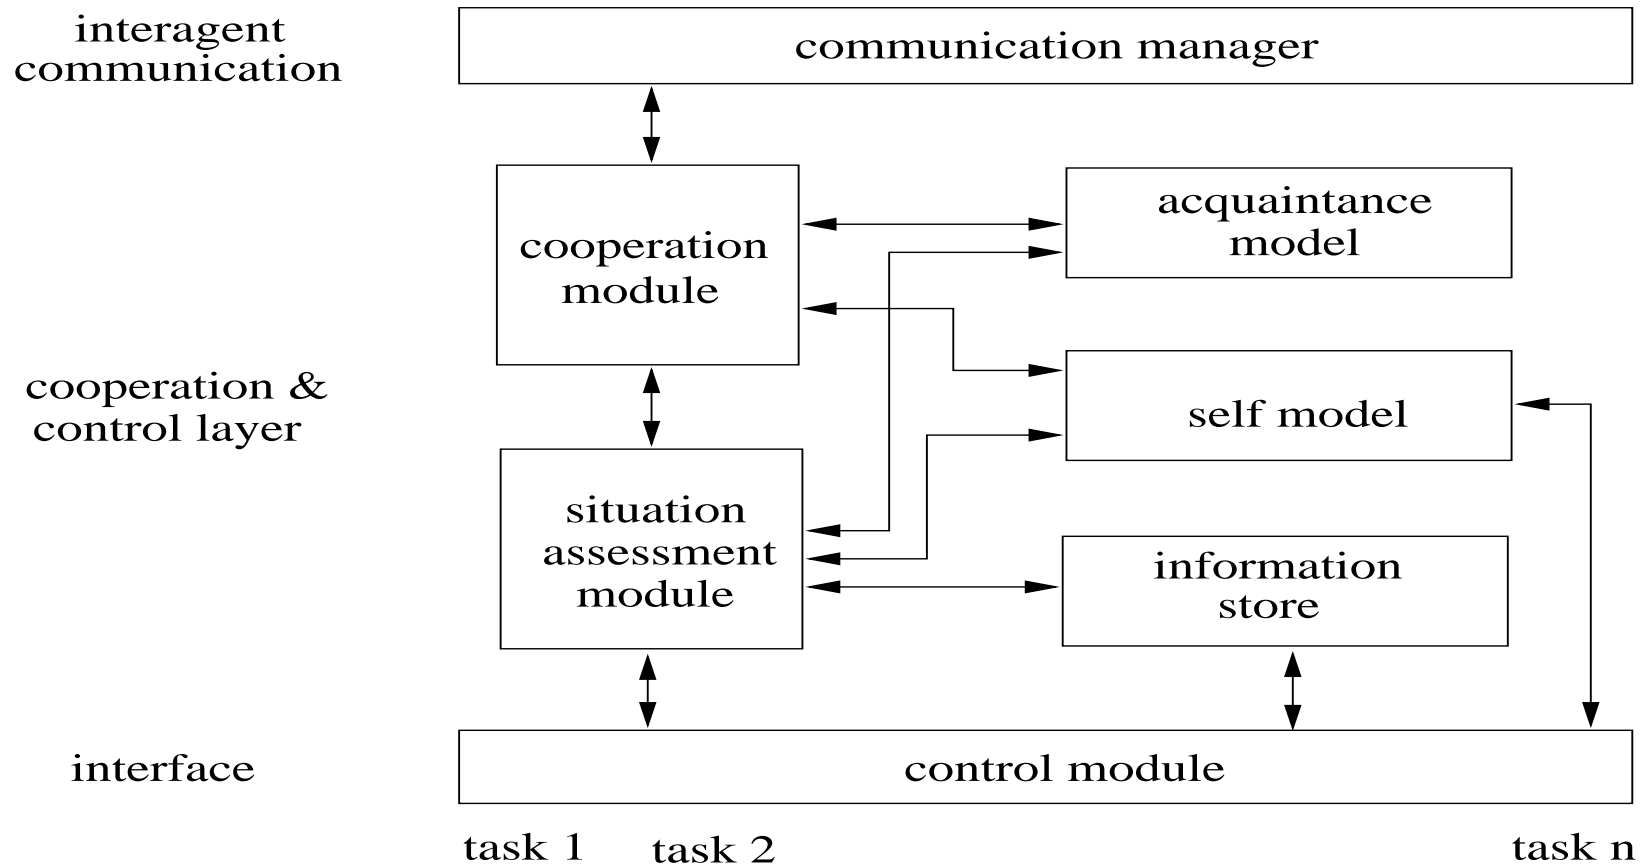 interagent
communication
communication manager
cooperation
module
acquaintance
model
cooperation &
control layer
self model
situation
assessment
module
information
store
interface
control module
task 1
task 2
task n